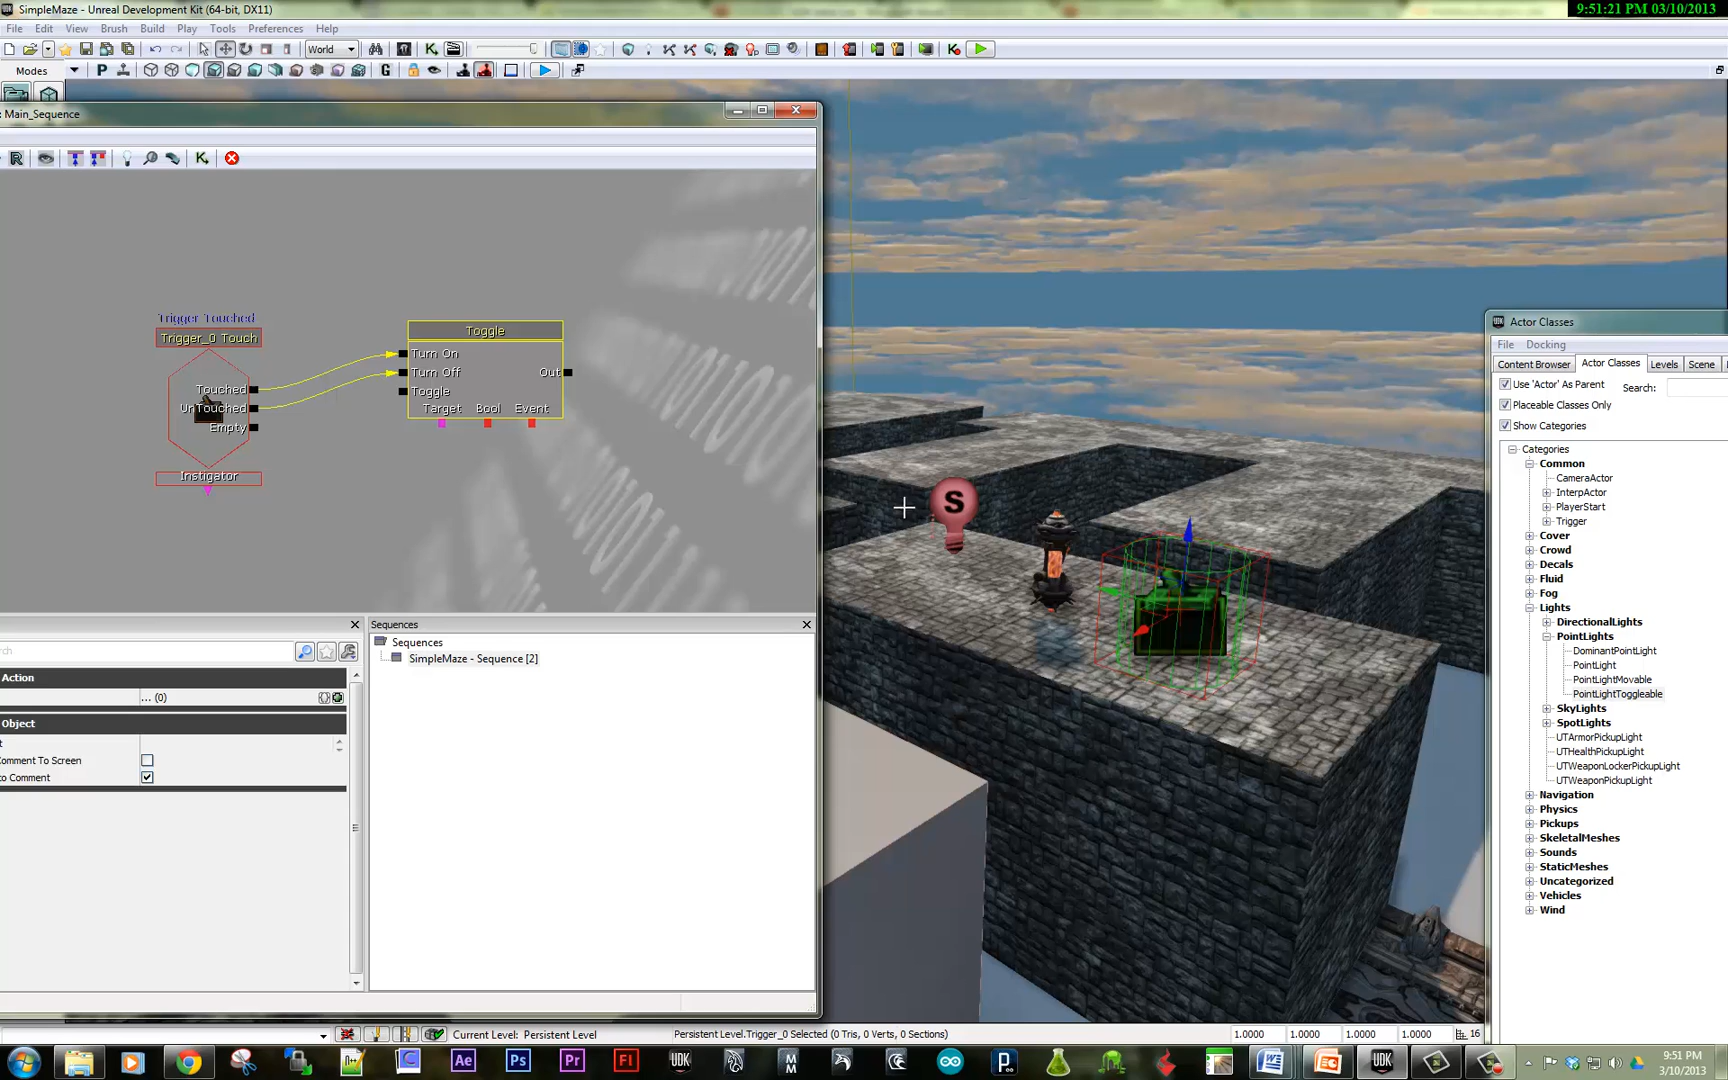 SimpleMaze - Unreal Development Kit (64-bit, DX11)
9:51:21 PM 03/10/2013
File Edit View Brush Build Play Tools Preferences Help
World
Modes
P
G
: Main_Sequence
R
K
Trigger Touched
Trigger_0 Touch
Touched
UnTouched
Empty
Instigator
Toggle
Turn On
Turn Off
Toggle
Out
Target Bool Event
S
Sequences
Sequences
SimpleMaze - Sequence [2]
Action
... (0)
Object
Actor Classes
File Docking
Content Browser Actor Classes Levels Scene
Use 'Actor' As Parent Search:
Placeable Classes Only
Show Categories
Categories
Common
CameraActor
InterpActor
PlayerStart
Trigger
Cover
Crowd
Decals
Fluid
Fog
Lights
DirectionalLights
PointLights
DominantPointLight
PointLight
PointLightMovable
PointLightToggleable
SkyLights
SpotLights
UTArmorPickupLight
UTHealthPickupLight
UTWeaponLockerPickupLight
UTWeaponPickupLight
Navigation
Physics
Pickups
SkeletalMeshes
Sounds
StaticMeshes
Uncategorized
Vehicles
Wind
omment To Screen
to Comment
Current Level: Persistent Level
Persistent Level.Trigger_0 Selected (0 Tris, 0 Verts, 0 Sections)
1.0000 1.0000 1.0000 1.0000 16
Ae Ps Pr Fl UDK
9:51 PM
3/10/2013